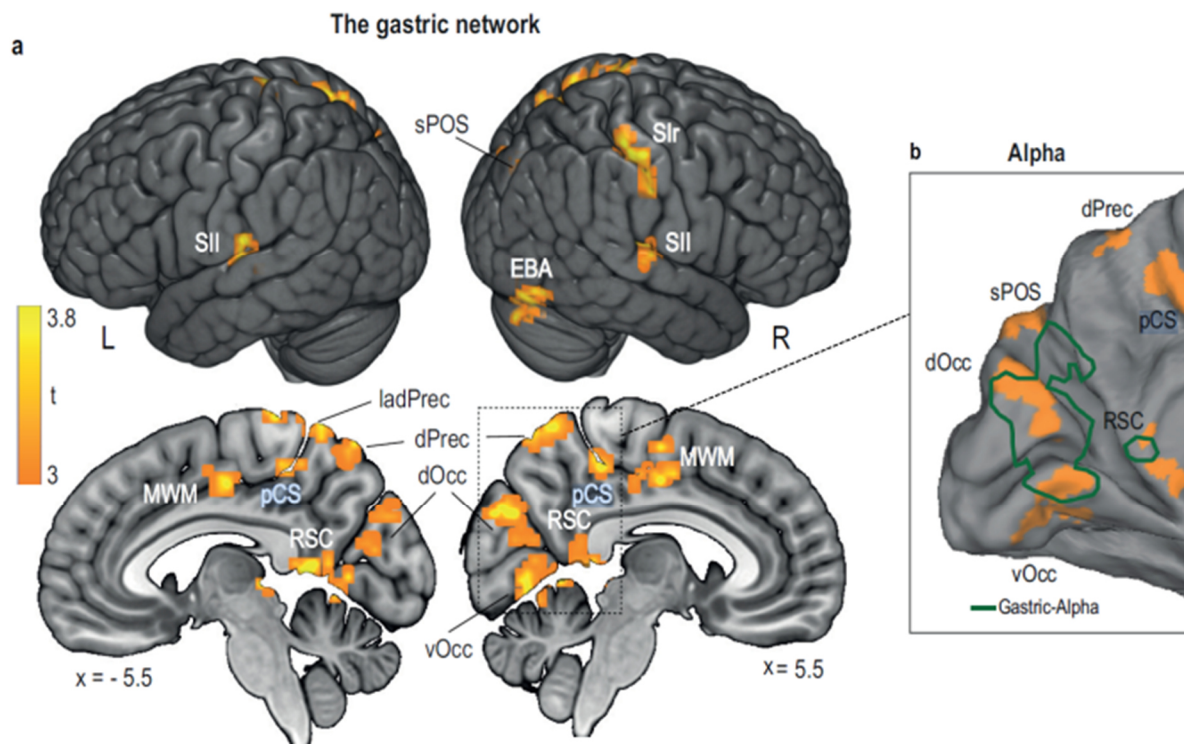 The gastric network
a
sPOS
SIr
SII
SII
EBA
3.8
t
3
L
R
ladPrec
dPrec
dOcc
MWM
pCS
RSC
MWM
pCS
RSC
vOcc
x = - 5.5
x = 5.5
b
Alpha
dPrec
sPOS
pCS
dOcc
RSC
vOcc
Gastric-Alpha